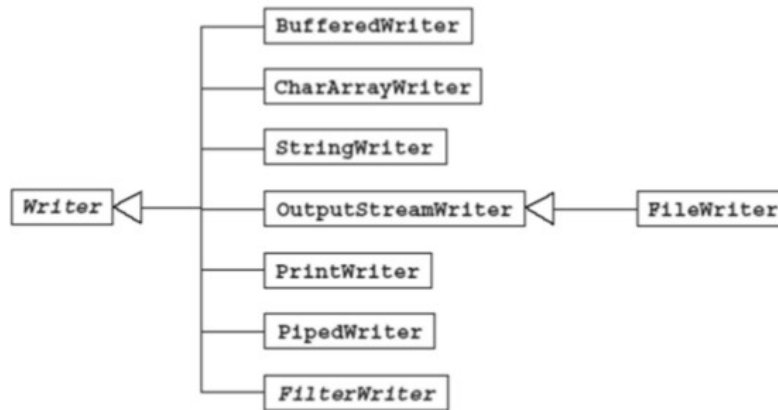 BufferedWriter
CharArrayWriter
StringWriter
Writer
OutputStreamWriter
FileWriter
PrintWriter
PipedWriter
FilterWriter